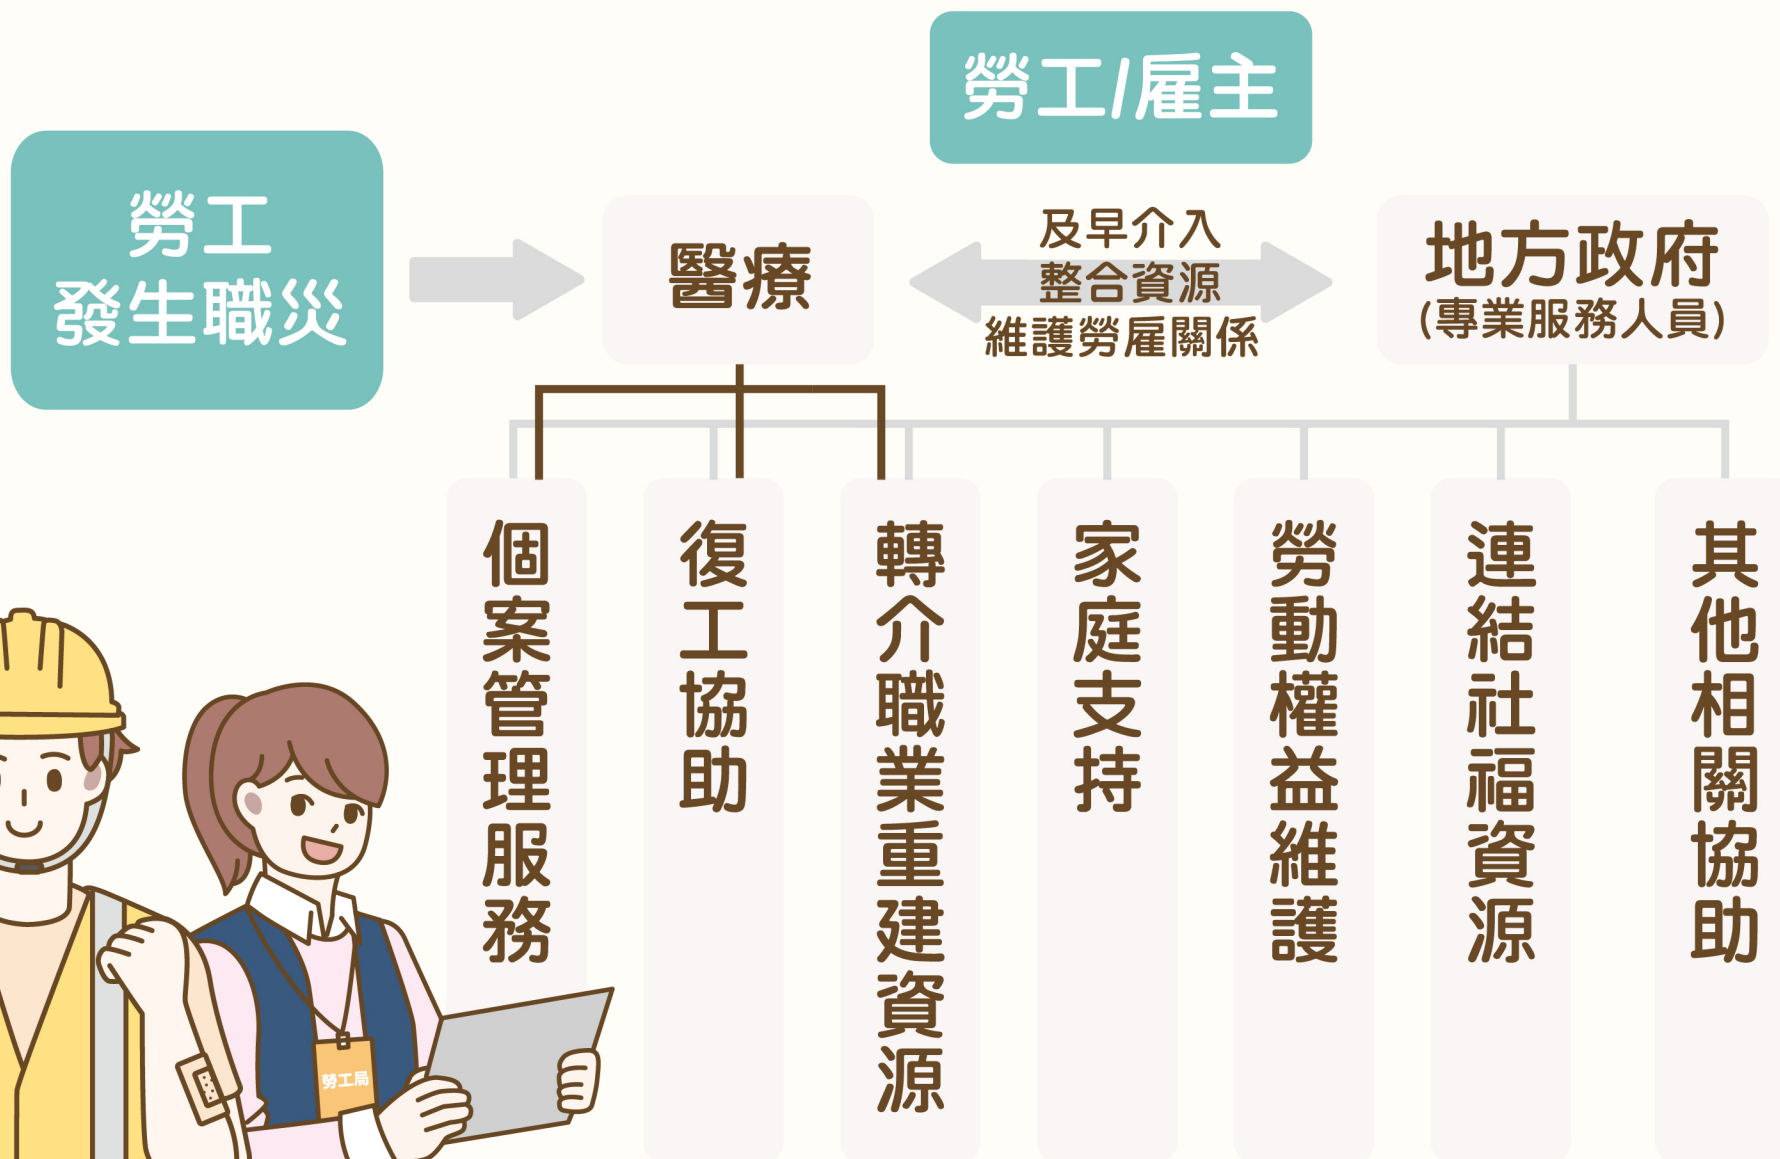 勞工/雇主
勞工
發生職災
醫療
及早介入
整合資源
維護勞雇關係
地方政府
(專業服務人員)
個案管理服務
復工協助
轉介職業重建資源
家庭支持
勞動權益維護
連結社福資源
其他相關協助
勞工局